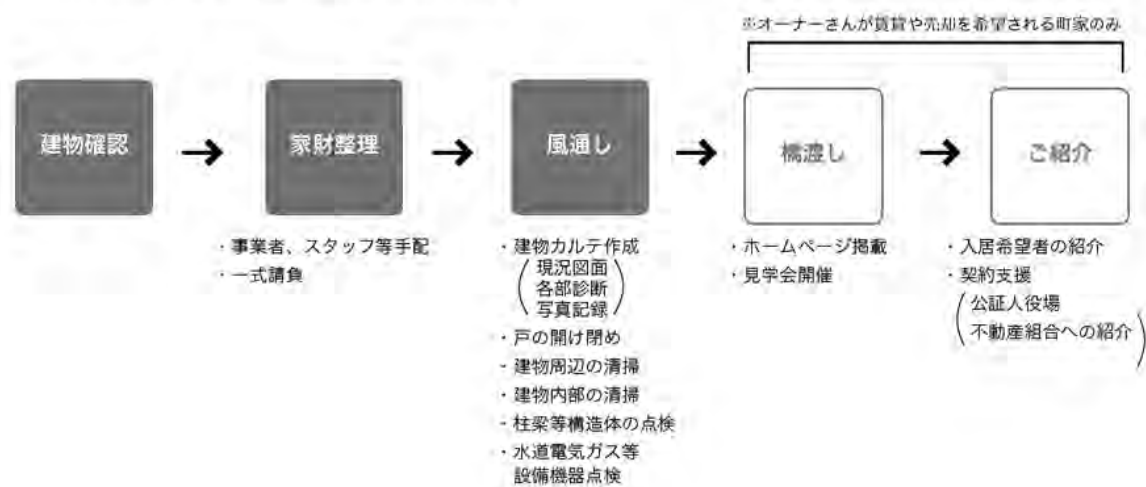 ※オーナーさんが賃貸や売却を希望される町家のみ
建物確認
→
家財整理
→
風通し
→
橋渡し
→
ご紹介
・事業者、スタッフ等手配
・一式請負
・建物カルテ作成
(現況図面
各部診断
写真記録)
・戸の開け閉め
・建物周辺の清掃
・建物内部の清掃
・柱梁等構造体の点検
・水道電気ガス等
設備機器点検
・ホームページ掲載
・見学会開催
・入居希望者の紹介
・契約支援
(公証人役場
不動産組合への紹介)